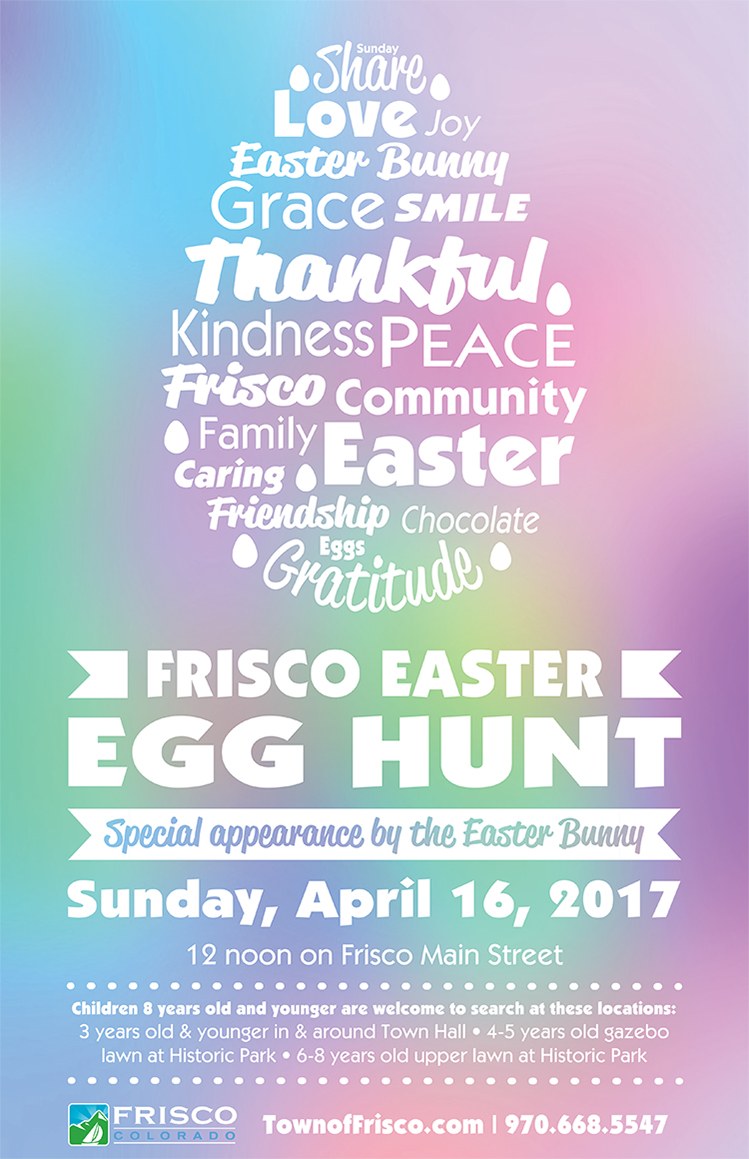 Sunday
Share
Love Joy
Easter Bunny
Grace SMILE
Thankful
Kindness PEACE
Frisco Community
Family Easter
Caring
Friendship Chocolate
Eggs
Gratitude
FRISCO EASTER
EGG HUNT
Special appearance by the Easter Bunny
Sunday, April 16, 2017
12 noon on Frisco Main Street
Children 8 years old and younger are welcome to search at these locations:
3 years old & younger in & around Town Hall • 4-5 years old gazebo
lawn at Historic Park • 6-8 years old upper lawn at Historic Park
FRISCO
COLORADO
TownofFrisco.com | 970.668.5547